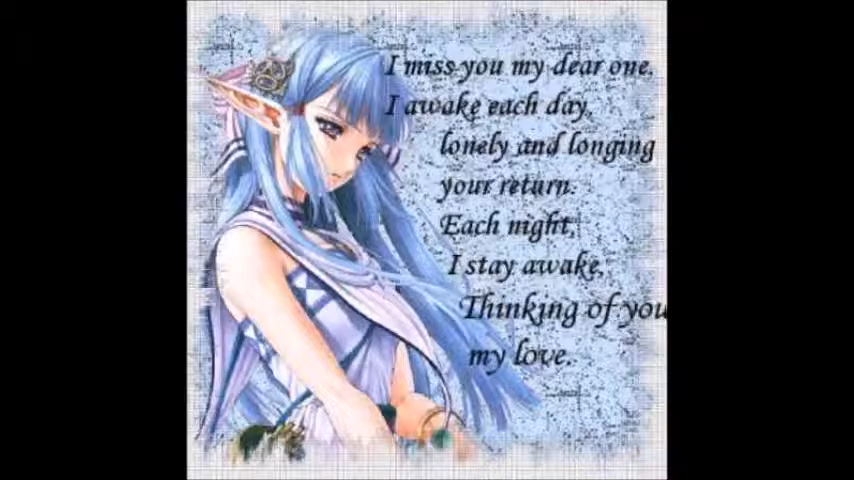 I miss you my dear one.
I awake each day,
lonely and longing
your return.
Each night,
I stay awake,
Thinking of you
my love.